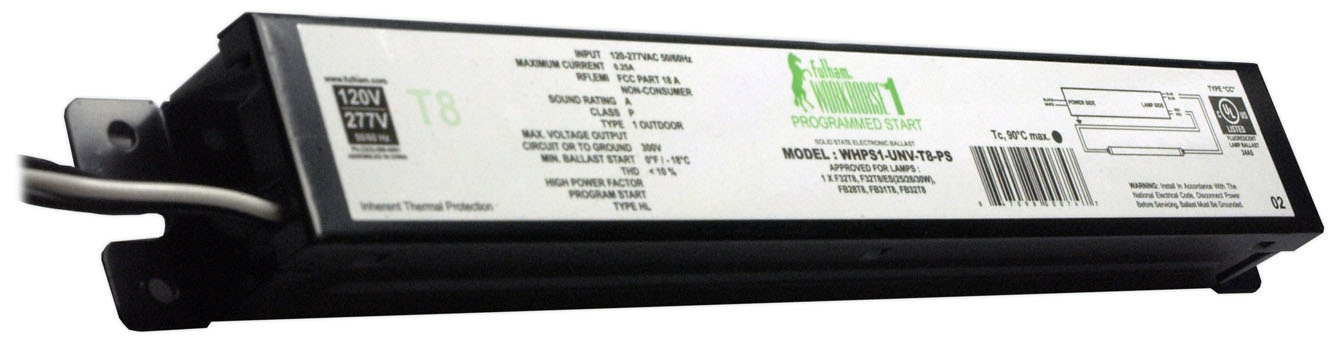 www.fulham.com
120V
277V
50/60 Hz
ASSEMBLED IN CHINA
T8
Inherent Thermal Protection
INPUT 120-277VAC 50/60Hz
MAXIMUM CURRENT 0.25A
RFI,EMI FCC PART 18 A
NON-CONSUMER
SOUND RATING A
CLASS P
TYPE 1 OUTDOOR
MAX. VOLTAGE OUTPUT
CIRCUIT OR TO GROUND 300V
MIN. BALLAST START 0°F / -18°C
THD < 10 %
HIGH POWER FACTOR
PROGRAM START
TYPE HL
fulham.
WORKHORSE 1
PROGRAMMED START
SOLID STATE ELECTRONIC BALLAST
MODEL : WHPS1-UNV-T8-PS
APPROVED FOR LAMPS :
1 X F32T8, F32T8/ES(25/28/30W),
FB28T8, FB31T8, FB32T8
Tc, 90°C max.
POWER SIDE
LAMP SIDE
TYPE "CC"
C UL US
LISTED
FLUORESCENT
LAMP BALLAST
WARNING: Install In Accordance With The
National Electrical Code, Disconnect Power
Before Servicing, Ballast Must Be Grounded.
02